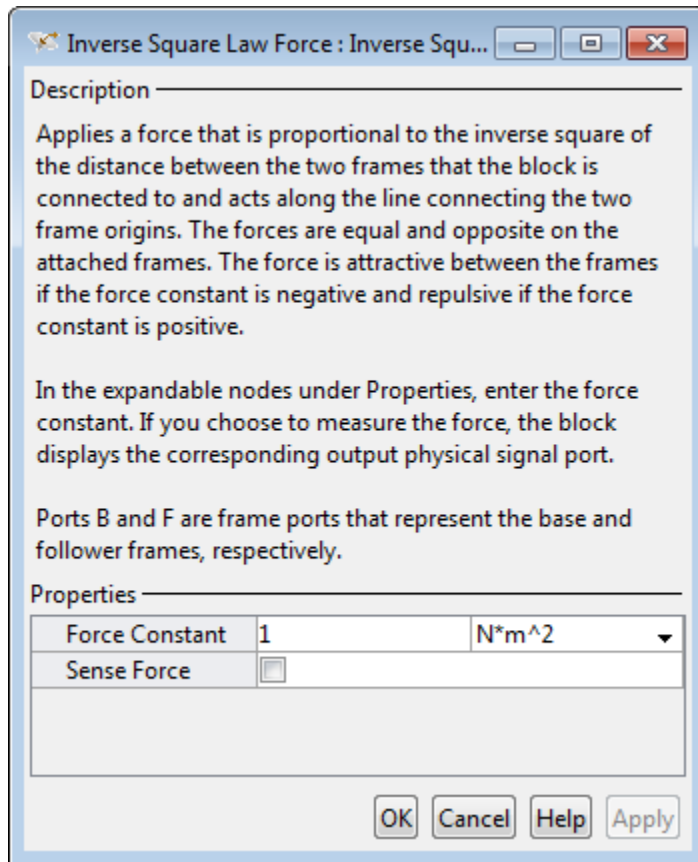 Inverse Square Law Force : Inverse Squ...
Description
Applies a force that is proportional to the inverse square of
the distance between the two frames that the block is
connected to and acts along the line connecting the two
frame origins. The forces are equal and opposite on the
attached frames. The force is attractive between the frames
if the force constant is negative and repulsive if the force
constant is positive.
In the expandable nodes under Properties, enter the force
constant. If you choose to measure the force, the block
displays the corresponding output physical signal port.
Ports B and F are frame ports that represent the base and
follower frames, respectively.
Properties
Force Constant 1 N*m^2
Sense Force
OK Cancel Help Apply